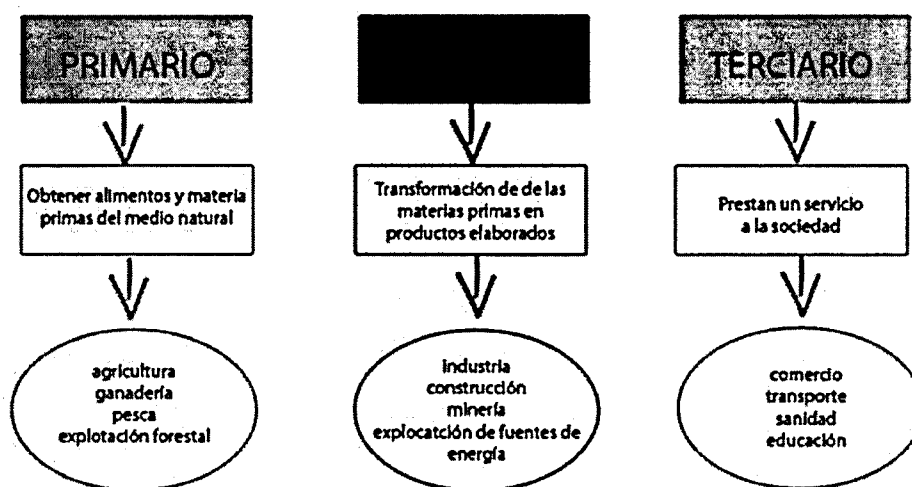 PRIMARIO
Obtener alimentos y materia
primas del medio natural
agricultura
ganadería
pesca
explotación forestal
Transformación de de las
materias primas en
productos elaborados
industria
construcción
minería
explocatción de fuentes de
energía
TERCIARIO
Prestan un servicio
a la sociedad
comercio
transporte
sanidad
educación